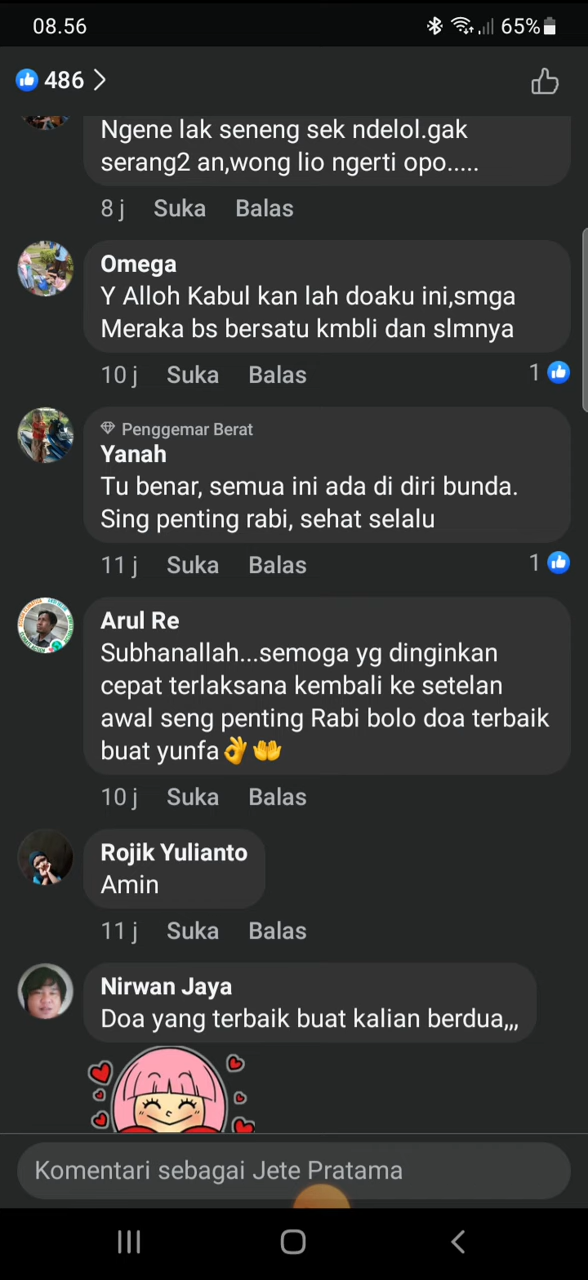 08.56
65%
486
Ngene lak seneng sek ndelol.gak
serang2 an,wong lio ngerti opo.....
8 j Suka Balas
Omega
Y Alloh Kabul kan lah doaku ini,smga
Meraka bs bersatu kmbli dan slmnya
10 j Suka Balas 1
Penggemar Berat
Yanah
Tu benar, semua ini ada di diri bunda.
Sing penting rabi, sehat selalu
11 j Suka Balas 1
Arul Re
Subhanallah...semoga yg dinginkan
cepat terlaksana kembali ke setelan
awal seng penting Rabi bolo doa terbaik
buat yunfa👌🤲
10 j Suka Balas
Rojik Yulianto
Amin
11 j Suka Balas
Nirwan Jaya
Doa yang terbaik buat kalian berdua,,,
Komentari sebagai Jete Pratama